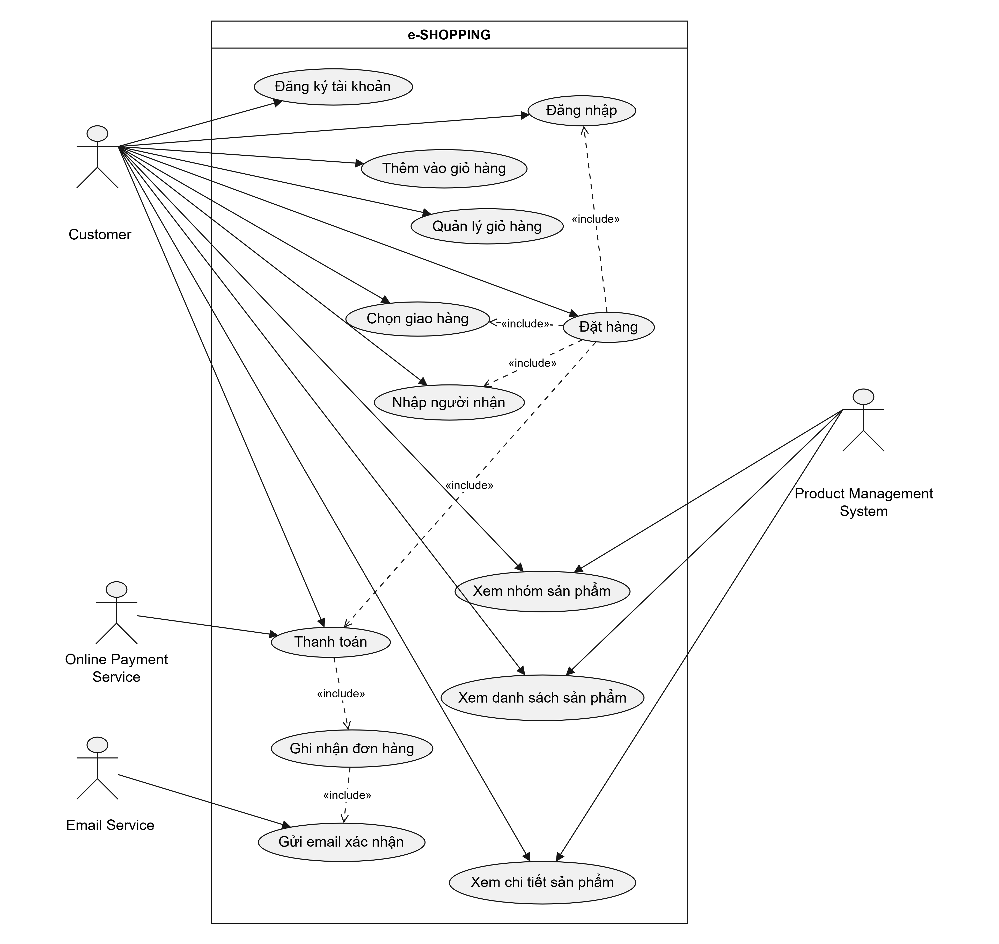 e-SHOPPING
Đăng ký tài khoản
Đăng nhập
Thêm vào giỏ hàng
Customer
Quản lý giỏ hàng
«include»
Chọn giao hàng
«include»
Đặt hàng
«include»
Nhập người nhận
«include»
Product Management
System
Xem nhóm sản phẩm
Online Payment
Service
Thanh toán
«include»
Xem danh sách sản phẩm
Ghi nhận đơn hàng
«include»
Email Service
Gửi email xác nhận
Xem chi tiết sản phẩm